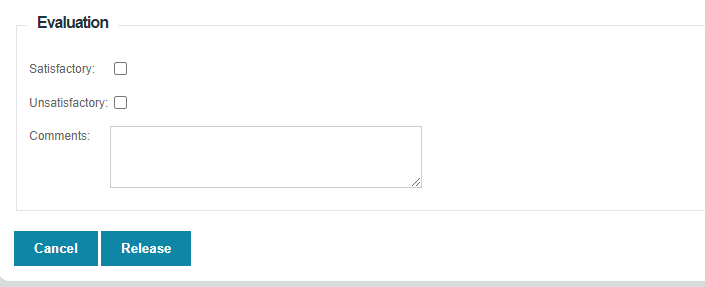 Evaluation
Satisfactory:
Unsatisfactory:
Comments:
Cancel Release